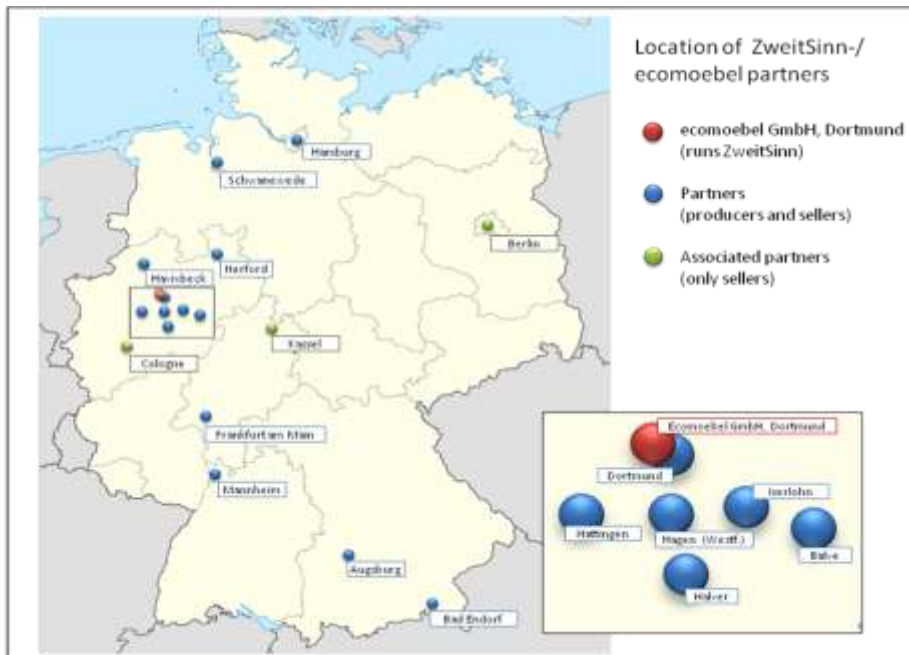 Location of ZweitSinn-/
ecomoebel partners
ecomoebel GmbH, Dortmund
(runs ZweitSinn)
Partners
(producers and sellers)
Associated partners
(only sellers)
Hamburg
Schwanewede
Berlin
Herford
Havixbeck
Kassel
Cologne
Frankfurt am Main
Mannheim
Augsburg
Bad Endorf
Ecomoebel GmbH, Dortmund
Dortmund
Iserlohn
Hattingen
Hagen (Westf.)
Balve
Halver